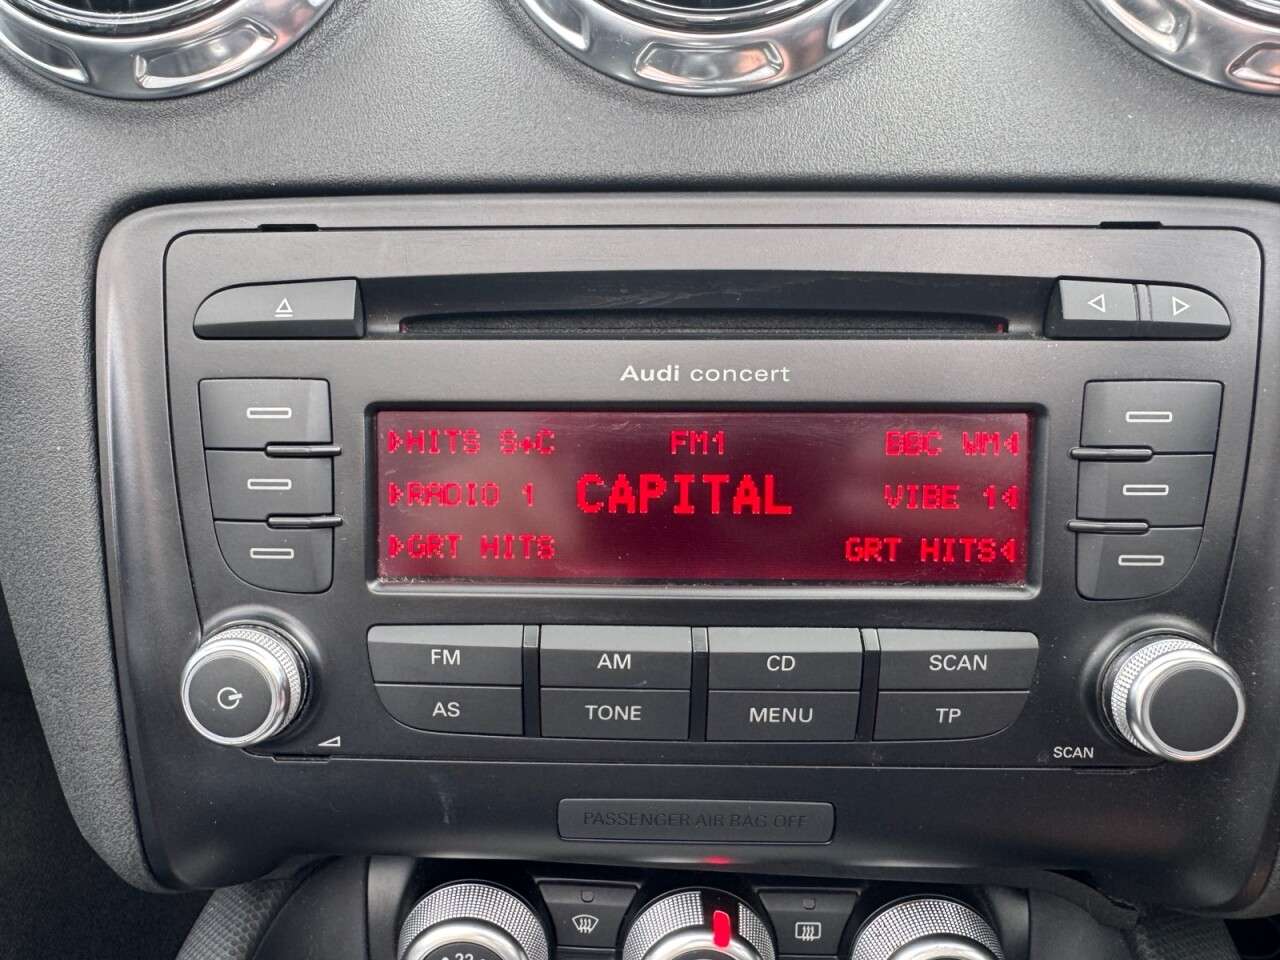 Audi concert
HITS S*C FM1 BBC WM
RADIO 1 CAPITAL VIBE 1
GRT HITS GRT HITS
FM AM CD SCAN
AS TONE MENU TP
SCAN
PASSENGER AIR BAG OFF
22